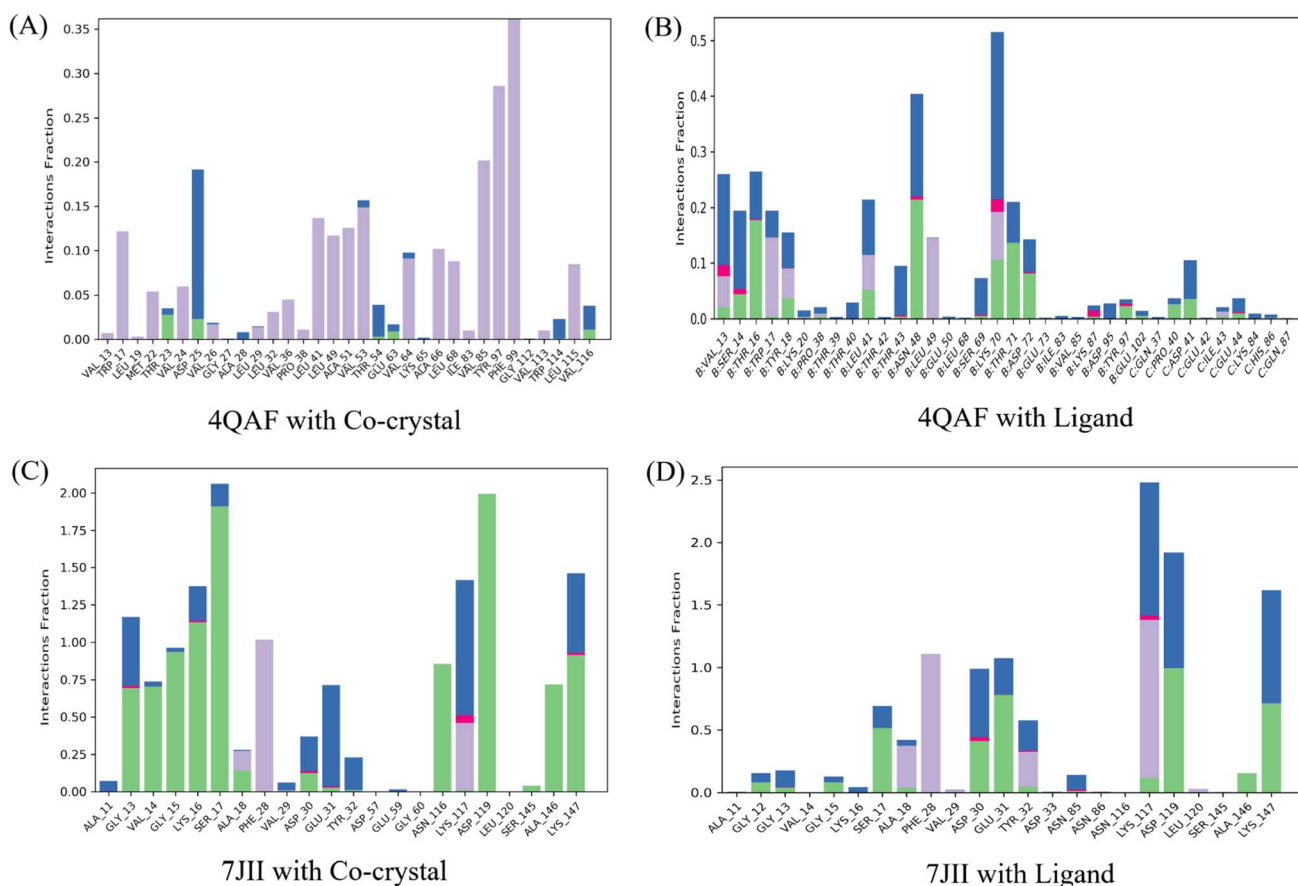 (A)
Interactions Fraction
0.35
0.30
0.25
0.20
0.15
0.10
0.05
0.00
VAL_13
TRP_17
LEU_19
MET_22
THR_23
VAL_24
ASP_25
VAL_26
GLY_27
ALA_28
LEU_29
LEU_32
VAL_36
PRO_38
LEU_41
LEU_49
ALA_51
VAL_53
THR_54
GLU_63
VAL_64
LYS_65
ALA_66
LEU_68
ILE_83
VAL_85
TYR_97
PHE_99
GLY_112
VAL_113
TRP_114
LEU_115
VAL_116
4QAF with Co-crystal
(B)
Interactions Fraction
0.5
0.4
0.3
0.2
0.1
0.0
B:VAL_13
B:SER_14
B:THR_16
B:TRP_17
B:TYR_18
B:LYS_20
B:PRO_38
B:THR_39
B:THR_40
B:LEU_41
B:THR_42
B:THR_43
B:ASN_48
B:LEU_49
B:GLU_50
B:LEU_68
B:SER_69
B:LYS_70
B:THR_71
B:ASP_72
B:GLU_73
B:ILE_83
B:VAL_85
B:LYS_87
B:ASP_95
B:TYR_97
B:GLU_102
C:GLN_37
C:PRO_40
C:ASP_41
C:GLU_42
C:ILE_43
C:GLU_44
C:LYS_84
C:HIS_86
C:GLN_87
4QAF with Ligand
(C)
Interactions Fraction
2.00
1.75
1.50
1.25
1.00
0.75
0.50
0.25
0.00
ALA_11
GLY_13
VAL_14
GLY_15
LYS_16
SER_17
ALA_18
PHE_28
VAL_29
ASP_30
GLU_31
TYR_32
ASP_57
GLU_59
GLY_60
ASN_116
LYS_117
ASP_119
LEU_120
SER_145
ALA_146
LYS_147
7JII with Co-crystal
(D)
Interactions Fraction
2.5
2.0
1.5
1.0
0.5
0.0
ALA_11
GLY_12
GLY_13
VAL_14
GLY_15
LYS_16
SER_17
ALA_18
PHE_28
VAL_29
ASP_30
GLU_31
TYR_32
ASP_33
ASN_85
ASN_86
ASN_116
LYS_117
ASP_119
LEU_120
SER_145
ALA_146
LYS_147
7JII with Ligand